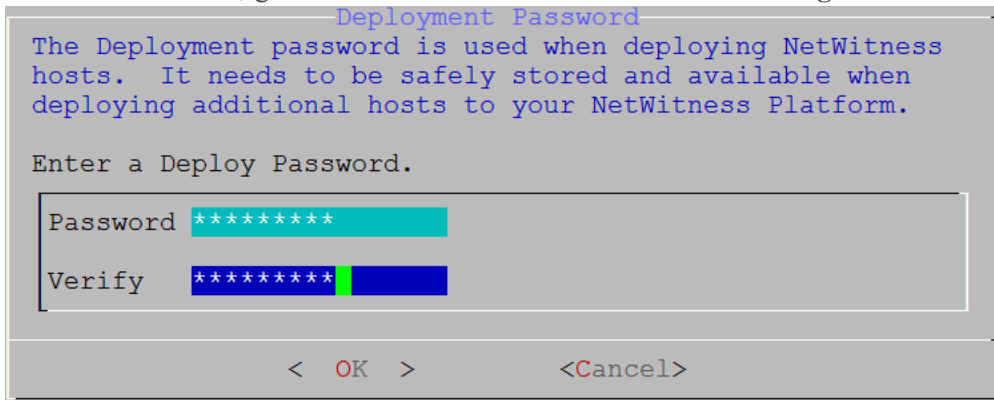 Deployment Password
The Deployment password is used when deploying NetWitness
hosts.  It needs to be safely stored and available when
deploying additional hosts to your NetWitness Platform.
Enter a Deploy Password.
Password *********
Verify *********
< OK > <Cancel>